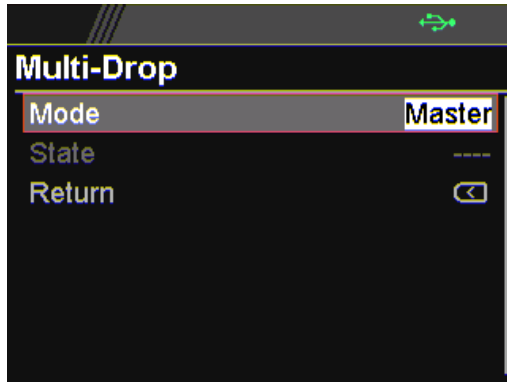 Multi-Drop
Mode Master
State ----
Return